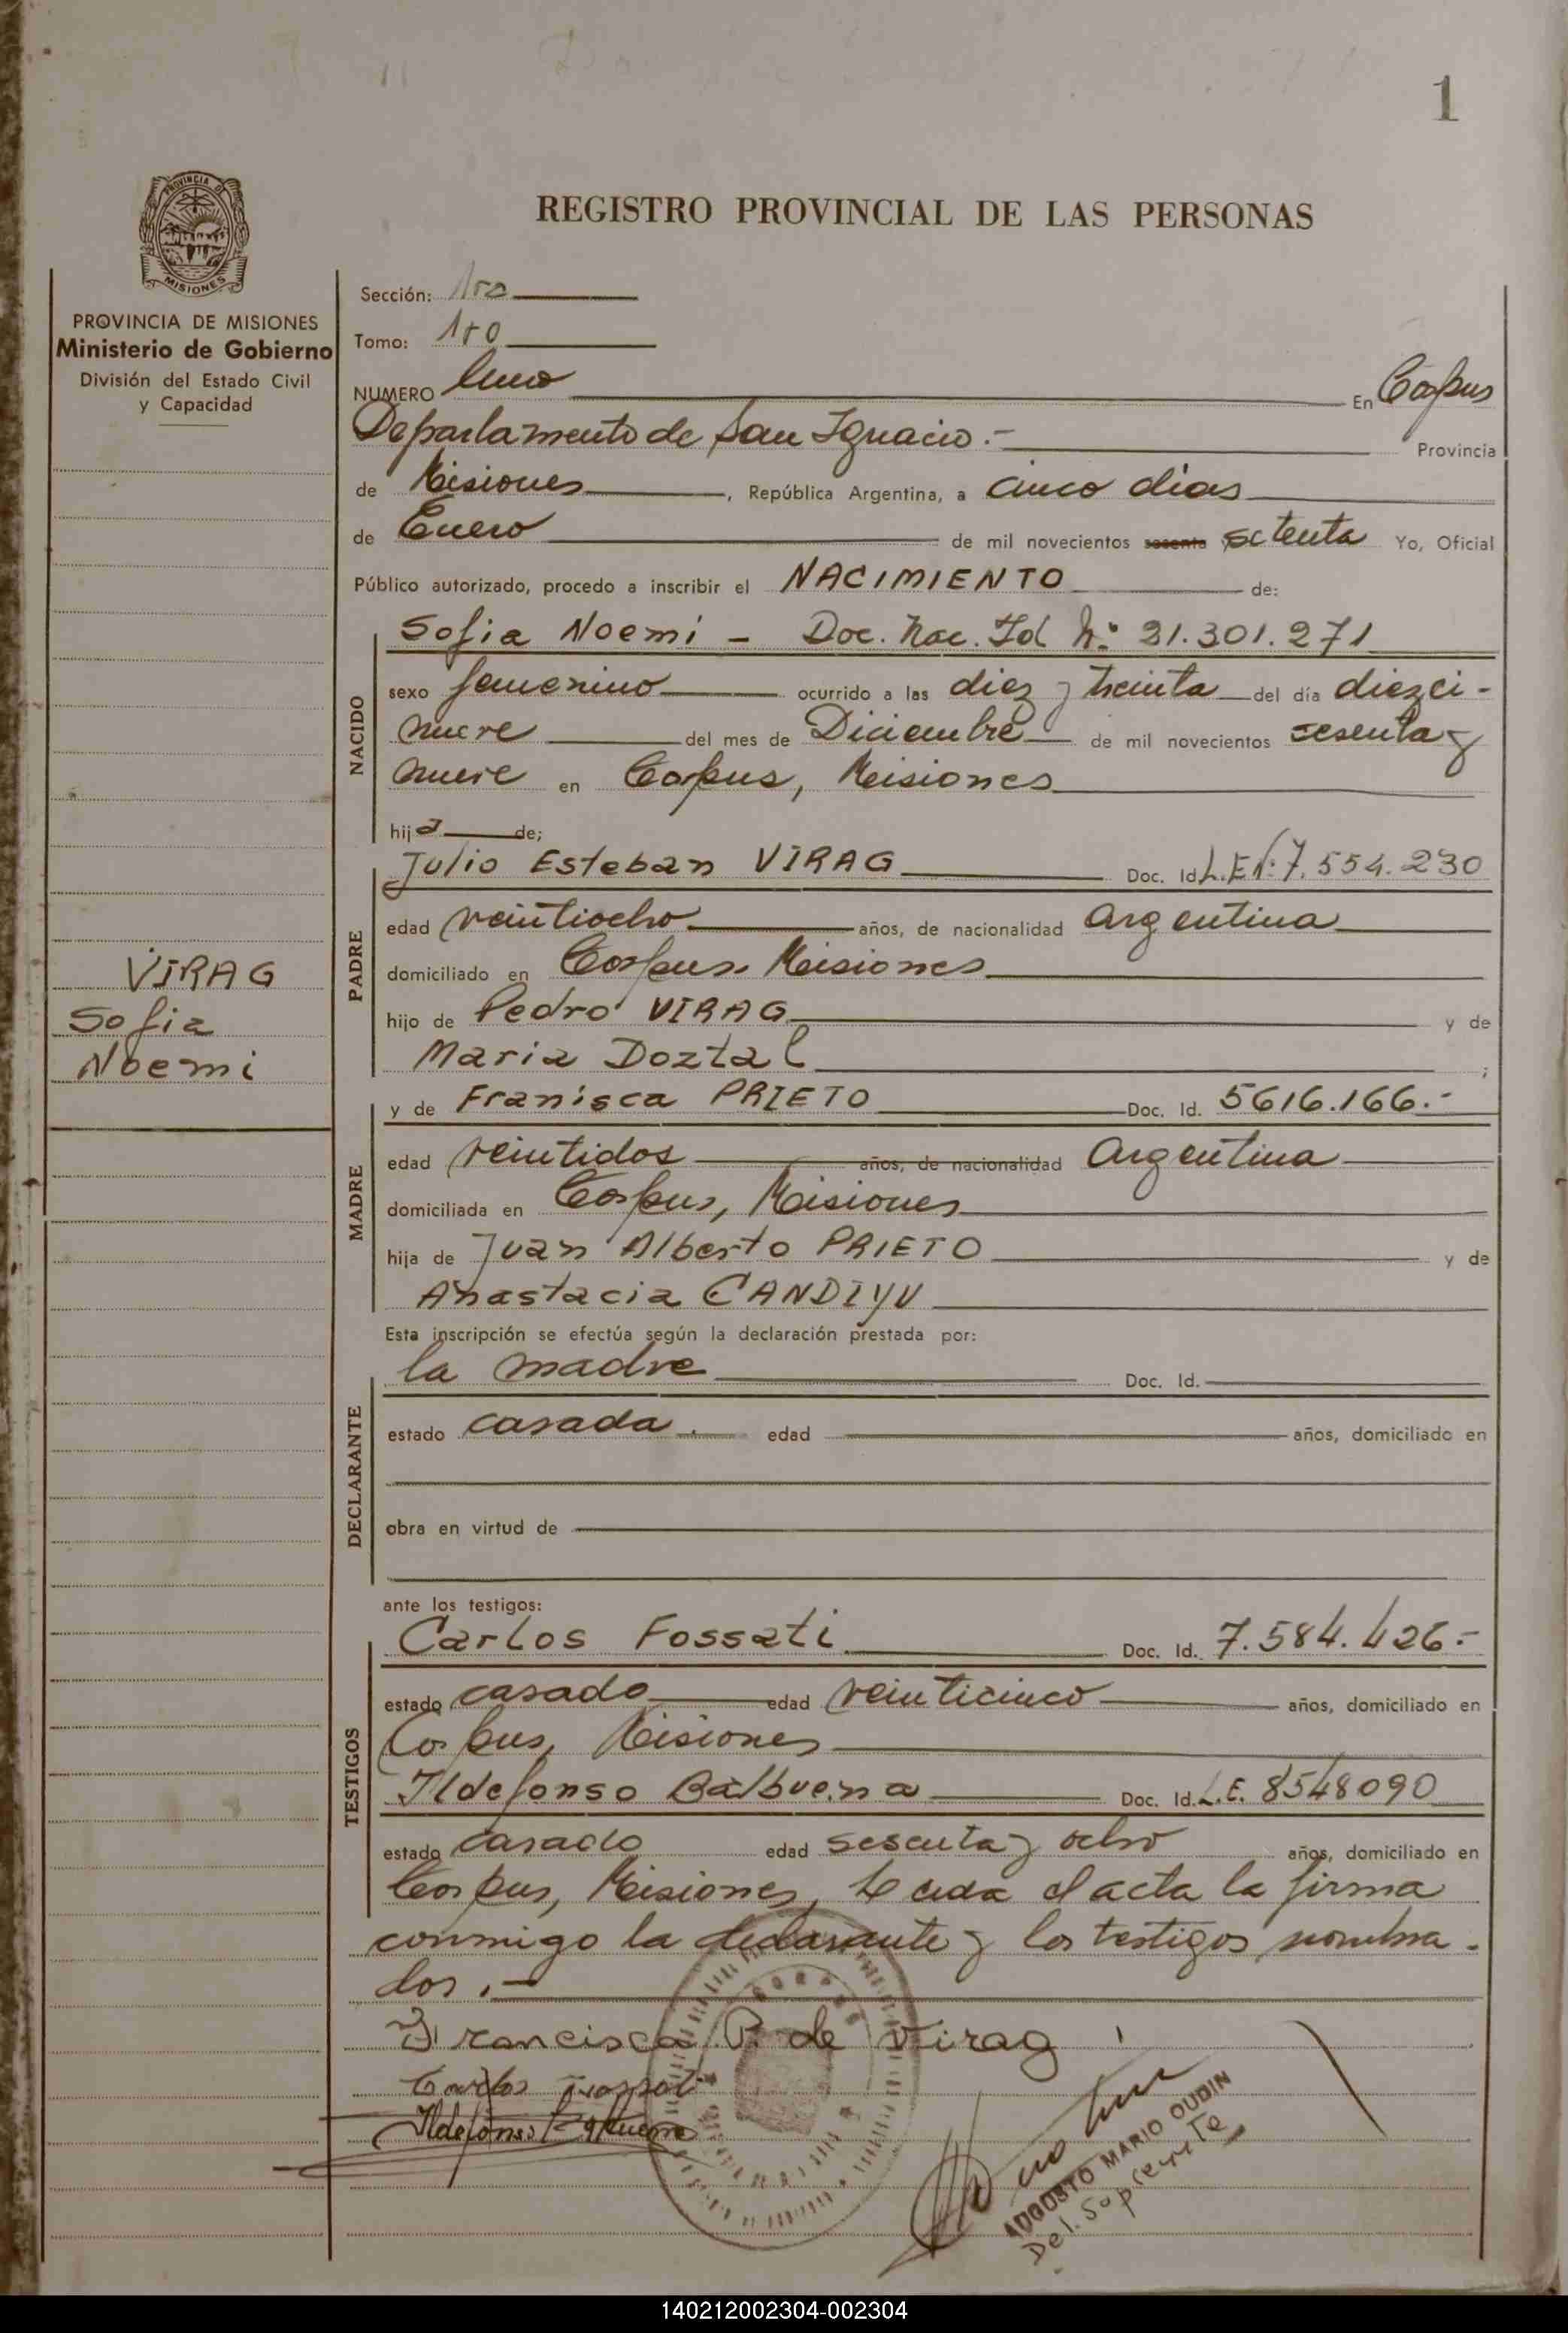 1
PROVINCIA DE
MISIONES
REGISTRO PROVINCIAL DE LAS PERSONAS
PROVINCIA DE MISIONES
Ministerio de Gobierno
División del Estado Civil
y Capacidad
VIRAG
Sofia
Noemi
Sección: 1ra
Tomo: 1ro
NUMERO Uno En Corpus
Departamento de San Ignacio.- Provincia
de Misiones, República Argentina, a cinco días
de Enero de mil novecientos sesenta setenta Yo, Oficial
Público autorizado, procedo a inscribir el NACIMIENTO de:
NACIDO
Sofia Noemi - Doc. Nac. Id Nº 21.301.271
sexo femenino ocurrido a las diez y treinta del día diezci-
nueve del mes de Diciembre de mil novecientos sesenta y
nueve en Corpus, Misiones
hija de;
PADRE
Julio Esteban VIRAG Doc. Id L.E Nº 7.554.230
edad veintiocho años, de nacionalidad Argentina
domiciliado en Corpus. Misiones
hijo de Pedro VIRAG y de
Maria Doztal ;
MADRE
y de Franisca PRIETO Doc. Id. 5616.166.-
edad veintidos años, de nacionalidad Argentina
domiciliada en Corpus, Misiones
hija de Juan Alberto PRIETO y de
Anastacia CANDIYU
Esta inscripción se efectúa según la declaración prestada por:
DECLARANTE
la madre Doc. Id.
estado casada. edad años, domiciliado en
obra en virtud de
ante los testigos:
TESTIGOS
Carlos Fossati Doc. Id. 7.584.426.-
estado casado edad veinticinco años, domiciliado en
Corpus, Misiones
Ildefonso Balbuena Doc. Id. L.E. 8548090
estado casado edad sesenta y ocho años, domiciliado en
Corpus, Misiones, Leida el acta la firma
conmigo la declarante y los testigos nombra-
dos.-
Francisca P. de Virag
Carlos Fossati
Ildefonso Balbuena
AUGUSTO MARIO OUDIN
Del. Suplente
140212002304-002304